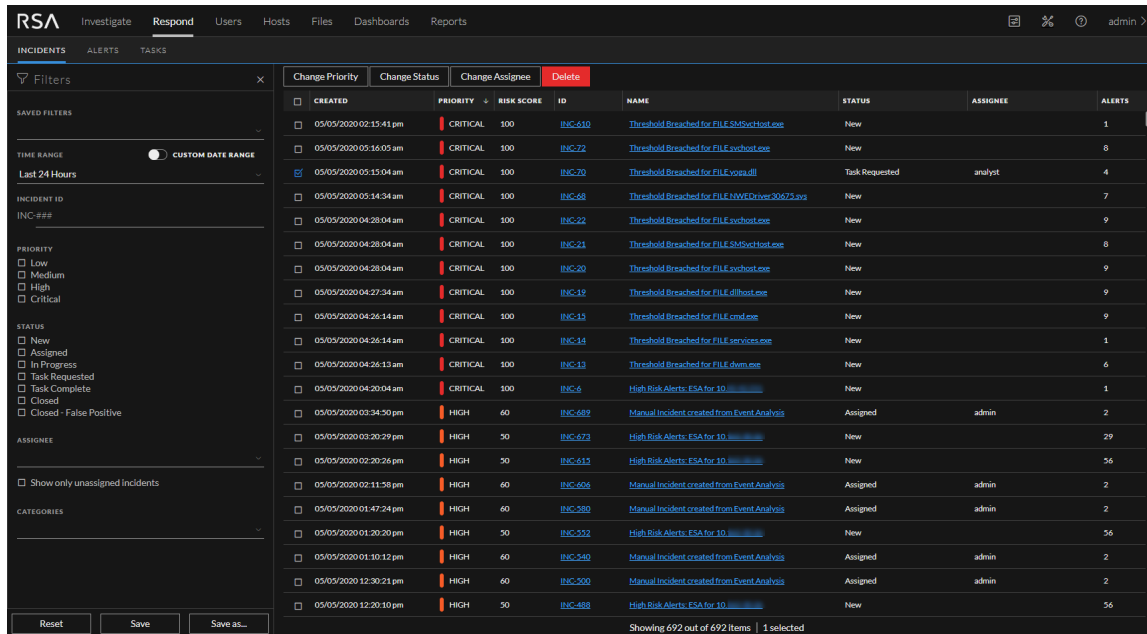 RSA Investigate Respond Users Hosts Files Dashboards Reports admin
INCIDENTS ALERTS TASKS
Filters
SAVED FILTERS
TIME RANGE CUSTOM DATE RANGE
Last 24 Hours
INCIDENT ID
INC-###
PRIORITY
Low
Medium
High
Critical
STATUS
New
Assigned
In Progress
Task Requested
Task Complete
Closed
Closed - False Positive
ASSIGNEE
Show only unassigned incidents
CATEGORIES
Reset Save Save as...
Change Priority Change Status Change Assignee Delete
CREATED PRIORITY RISK SCORE ID NAME STATUS ASSIGNEE ALERTS
05/05/2020 02:15:41 pm CRITICAL 100 INC-610 Threshold Breached for FILE SMSvcHost.exe New 1
05/05/2020 05:16:05 am CRITICAL 100 INC-72 Threshold Breached for FILE svchost.exe New 8
05/05/2020 05:15:04 am CRITICAL 100 INC-70 Threshold Breached for FILE yoga.dll Task Requested analyst 4
05/05/2020 05:14:34 am CRITICAL 100 INC-68 Threshold Breached for FILE NWEDriver30675.sys New 7
05/05/2020 04:28:04 am CRITICAL 100 INC-22 Threshold Breached for FILE svchost.exe New 9
05/05/2020 04:28:04 am CRITICAL 100 INC-21 Threshold Breached for FILE SMSvcHost.exe New 8
05/05/2020 04:28:04 am CRITICAL 100 INC-20 Threshold Breached for FILE svchost.exe New 9
05/05/2020 04:27:34 am CRITICAL 100 INC-19 Threshold Breached for FILE dllhost.exe New 9
05/05/2020 04:26:14 am CRITICAL 100 INC-15 Threshold Breached for FILE cmd.exe New 9
05/05/2020 04:26:14 am CRITICAL 100 INC-14 Threshold Breached for FILE services.exe New 1
05/05/2020 04:26:13 am CRITICAL 100 INC-13 Threshold Breached for FILE dwm.exe New 6
05/05/2020 04:20:04 am CRITICAL 100 INC-6 High Risk Alerts: ESA for 10. New 1
05/05/2020 03:34:50 pm HIGH 60 INC-689 Manual Incident created from Event Analysis Assigned admin 2
05/05/2020 03:20:29 pm HIGH 50 INC-673 High Risk Alerts: ESA for 10. New 29
05/05/2020 02:20:26 pm HIGH 50 INC-615 High Risk Alerts: ESA for 10. New 56
05/05/2020 02:11:58 pm HIGH 60 INC-606 Manual Incident created from Event Analysis Assigned admin 2
05/05/2020 01:47:24 pm HIGH 60 INC-580 Manual Incident created from Event Analysis Assigned admin 2
05/05/2020 01:20:20 pm HIGH 50 INC-552 High Risk Alerts: ESA for 10. New 56
05/05/2020 01:10:12 pm HIGH 60 INC-540 Manual Incident created from Event Analysis Assigned admin 2
05/05/2020 12:30:21 pm HIGH 60 INC-500 Manual Incident created from Event Analysis Assigned admin 2
05/05/2020 12:20:10 pm HIGH 50 INC-488 High Risk Alerts: ESA for 10. New 56
Showing 692 out of 692 items | 1 selected